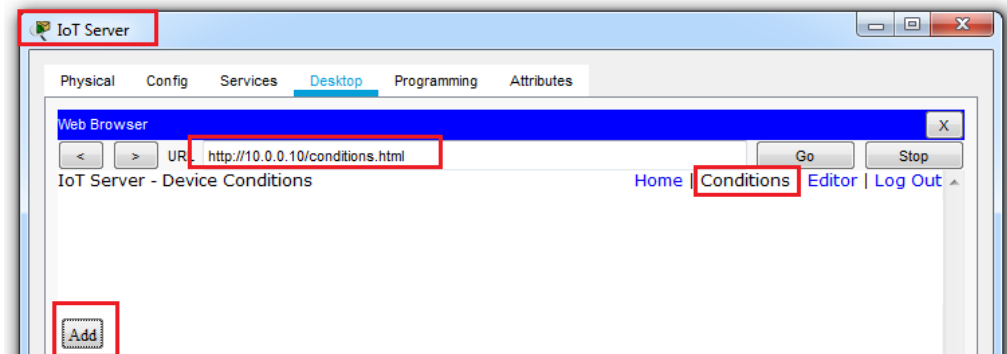 IoT Server
Physical Config Services Desktop Programming Attributes
Web Browser X
< > URL http://10.0.0.10/conditions.html Go Stop
IoT Server - Device Conditions Home | Conditions | Editor | Log Out
Add